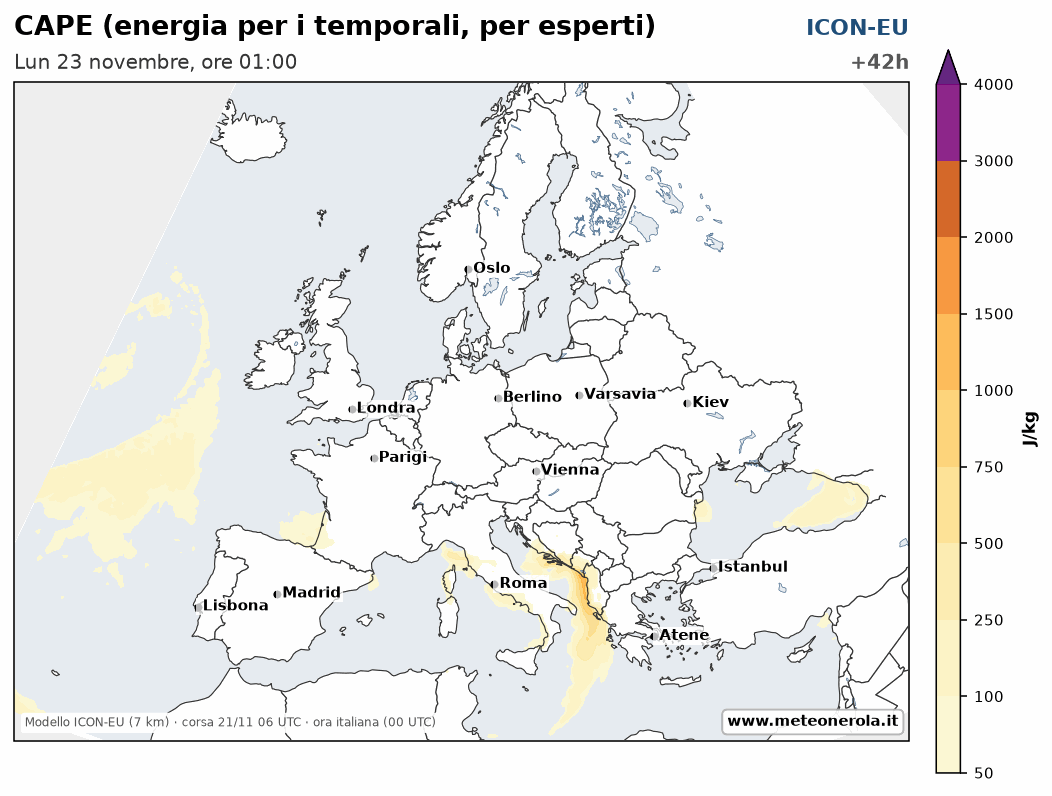 CAPE (energia per i temporali, per esperti)
ICON-EU
Lun 23 novembre, ore 01:00
+42h
4000
3000
2000
1500
1000
750
500
250
100
50
J/kg
Oslo
Londra
Berlino
Varsavia
Kiev
Parigi
Vienna
Istanbul
Madrid
Roma
Lisbona
Atene
Modello ICON-EU (7 km) · corsa 21/11 06 UTC · ora italiana (00 UTC)
www.meteonerola.it